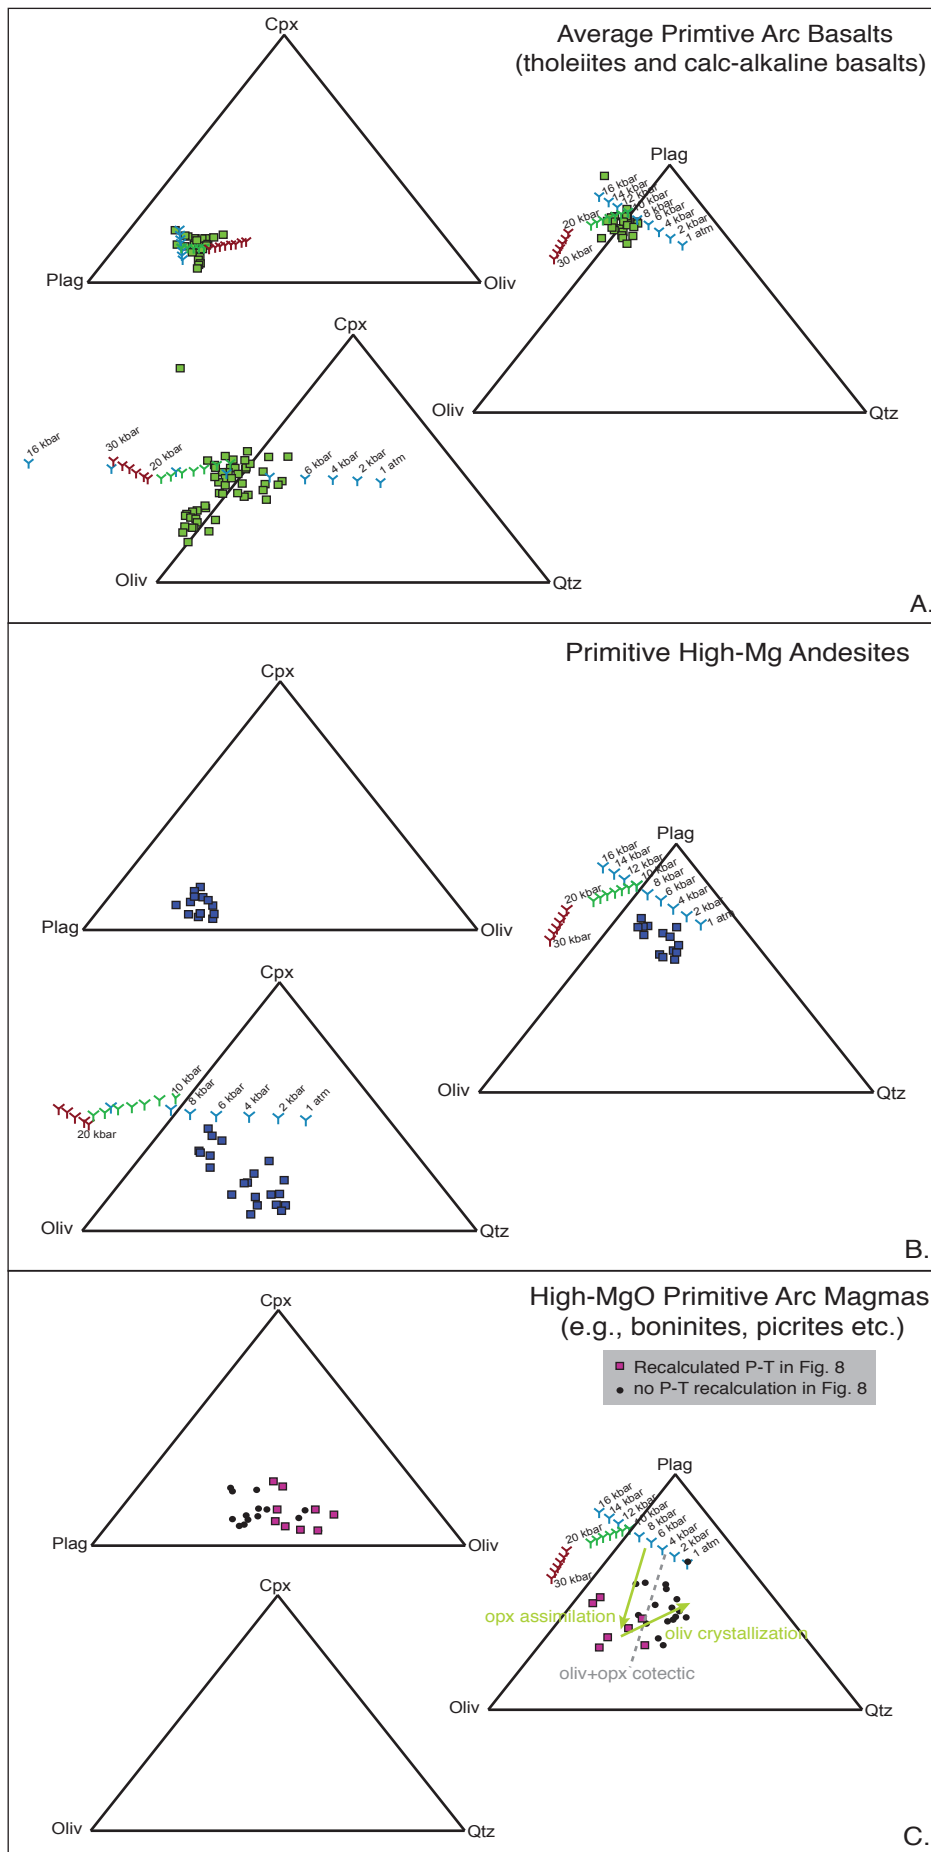 Average Primtive Arc Basalts
(tholeiites and calc-alkaline basalts)
Cpx
Plag
Oliv
Plag
16 kbar
14 kbar
12 kbar
10 kbar
8 kbar
6 kbar
4 kbar
2 kbar
1 atm
20 kbar
30 kbar
Oliv
Qtz
Cpx
16 kbar
30 kbar
20 kbar
6 kbar
4 kbar
2 kbar
1 atm
Oliv
Qtz
A.
Primitive High-Mg Andesites
Cpx
Plag
Oliv
Plag
16 kbar
14 kbar
12 kbar
10 kbar
8 kbar
6 kbar
4 kbar
2 kbar
1 atm
20 kbar
30 kbar
Oliv
Qtz
Cpx
10 kbar
8 kbar
6 kbar
4 kbar
2 kbar
1 atm
20 kbar
Oliv
Qtz
B.
High-MgO Primitive Arc Magmas
(e.g., boninites, picrites etc.)
Recalculated P-T in Fig. 8
no P-T recalculation in Fig. 8
Cpx
Plag
Oliv
Plag
16 kbar
14 kbar
12 kbar
10 kbar
8 kbar
6 kbar
4 kbar
2 kbar
1 atm
20 kbar
30 kbar
opx assimilation
oliv crystallization
oliv+opx cotectic
Oliv
Qtz
Cpx
Oliv
Qtz
C.